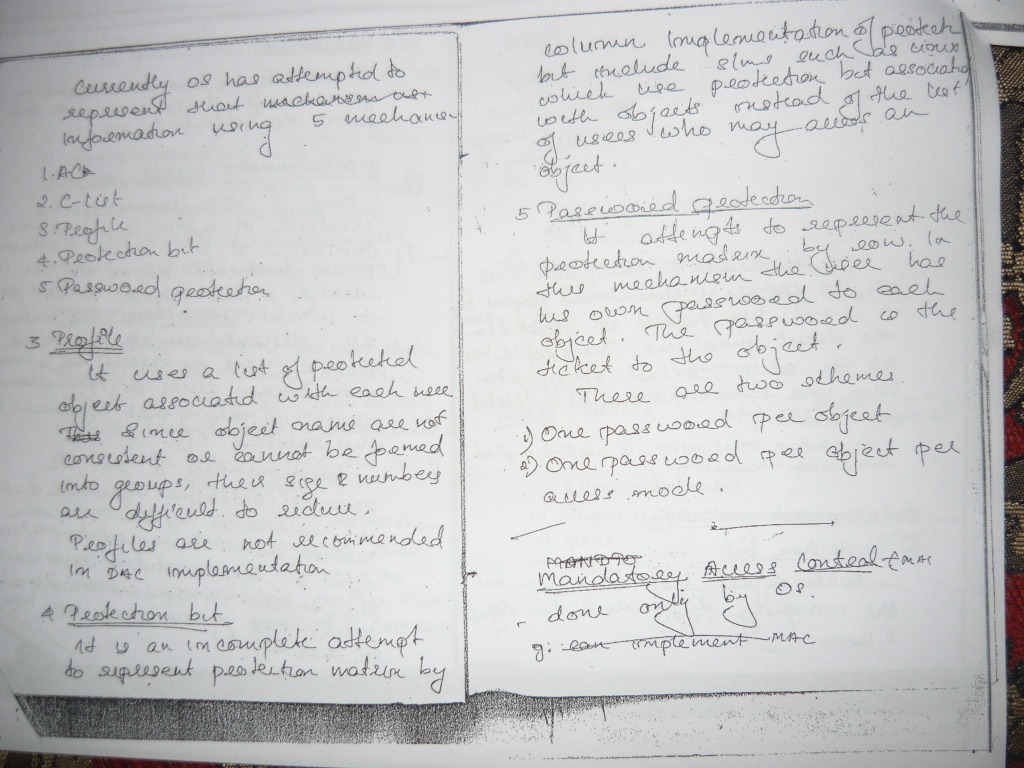 Currently OS has attempted to
represent that
information using 5 mechanism
1. ACL
2. C-List
3. Profile
4. Protection bit
5. Password protection
3 Profile
It uses a list of protected
object associated with each user
Since object name are not
consistent or cannot be formed
into groups, their size & numbers
are difficult to reduce.
Profiles are not recommended
in DAC implementation
4 Protection bit
It is an incomplete attempt
to represent protection matrix by
column implementation of protect
bit include s/ms such as unix
which use protection bit associated
with objects instead of the list
of users who may access an
object.
5 Password protection
It attempts to represent the
protection matrix by row. In
this mechanism the user has
his own password to each
object. The password is the
ticket to the object.
There are two schemes
1) One password per object
2) One password per object per
access mode.
Mandatory Access Control (MAC
- done only by OS.
implement MAC